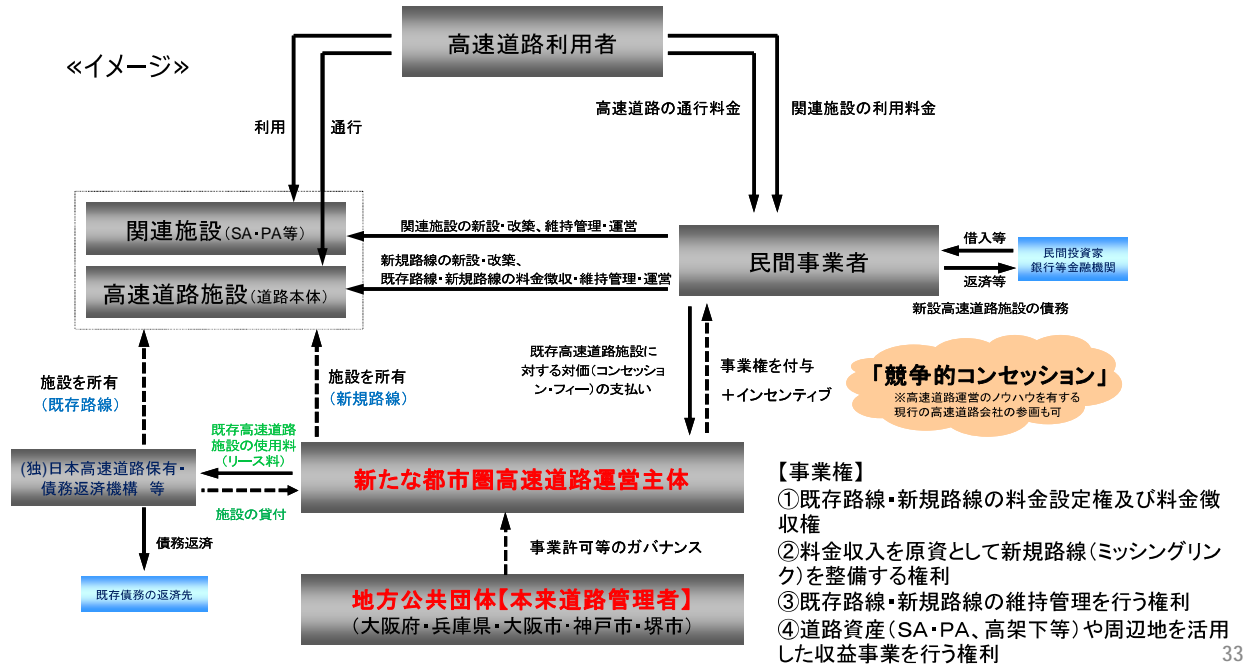 高速道路利用者
≪イメージ≫
高速道路の通行料金
関連施設の利用料金
利用
通行
関連施設(SA・PA等)
高速道路施設(道路本体)
関連施設の新設・改築、維持管理・運営
新規路線の新設・改築、
既存路線・新規路線の料金徴収・維持管理・運営
民間事業者
借入等
返済等
民間投資家
銀行等金融機関
新設高速道路施設の債務
施設を所有
(既存路線)
施設を所有
(新規路線)
既存高速道路施設に
対する対価(コンセッショ
ン・フィー)の支払い
事業権を付与
＋インセンティブ
「競争的コンセッション」
※高速道路運営のノウハウを有する
現行の高速道路会社の参画も可
既存高速道路
施設の使用料
(リース料)
(独)日本高速道路保有・
債務返済機構 等
施設の貸付
新たな都市圏高速道路運営主体
債務返済
既存債務の返済先
事業許可等のガバナンス
地方公共団体【本来道路管理者】
(大阪府・兵庫県・大阪市・神戸市・堺市)
【事業権】
①既存路線・新規路線の料金設定権及び料金徴
収権
②料金収入を原資として新規路線(ミッシングリン
ク)を整備する権利
③既存路線・新規路線の維持管理を行う権利
④道路資産(SA・PA、高架下等)や周辺地を活用
した収益事業を行う権利
33